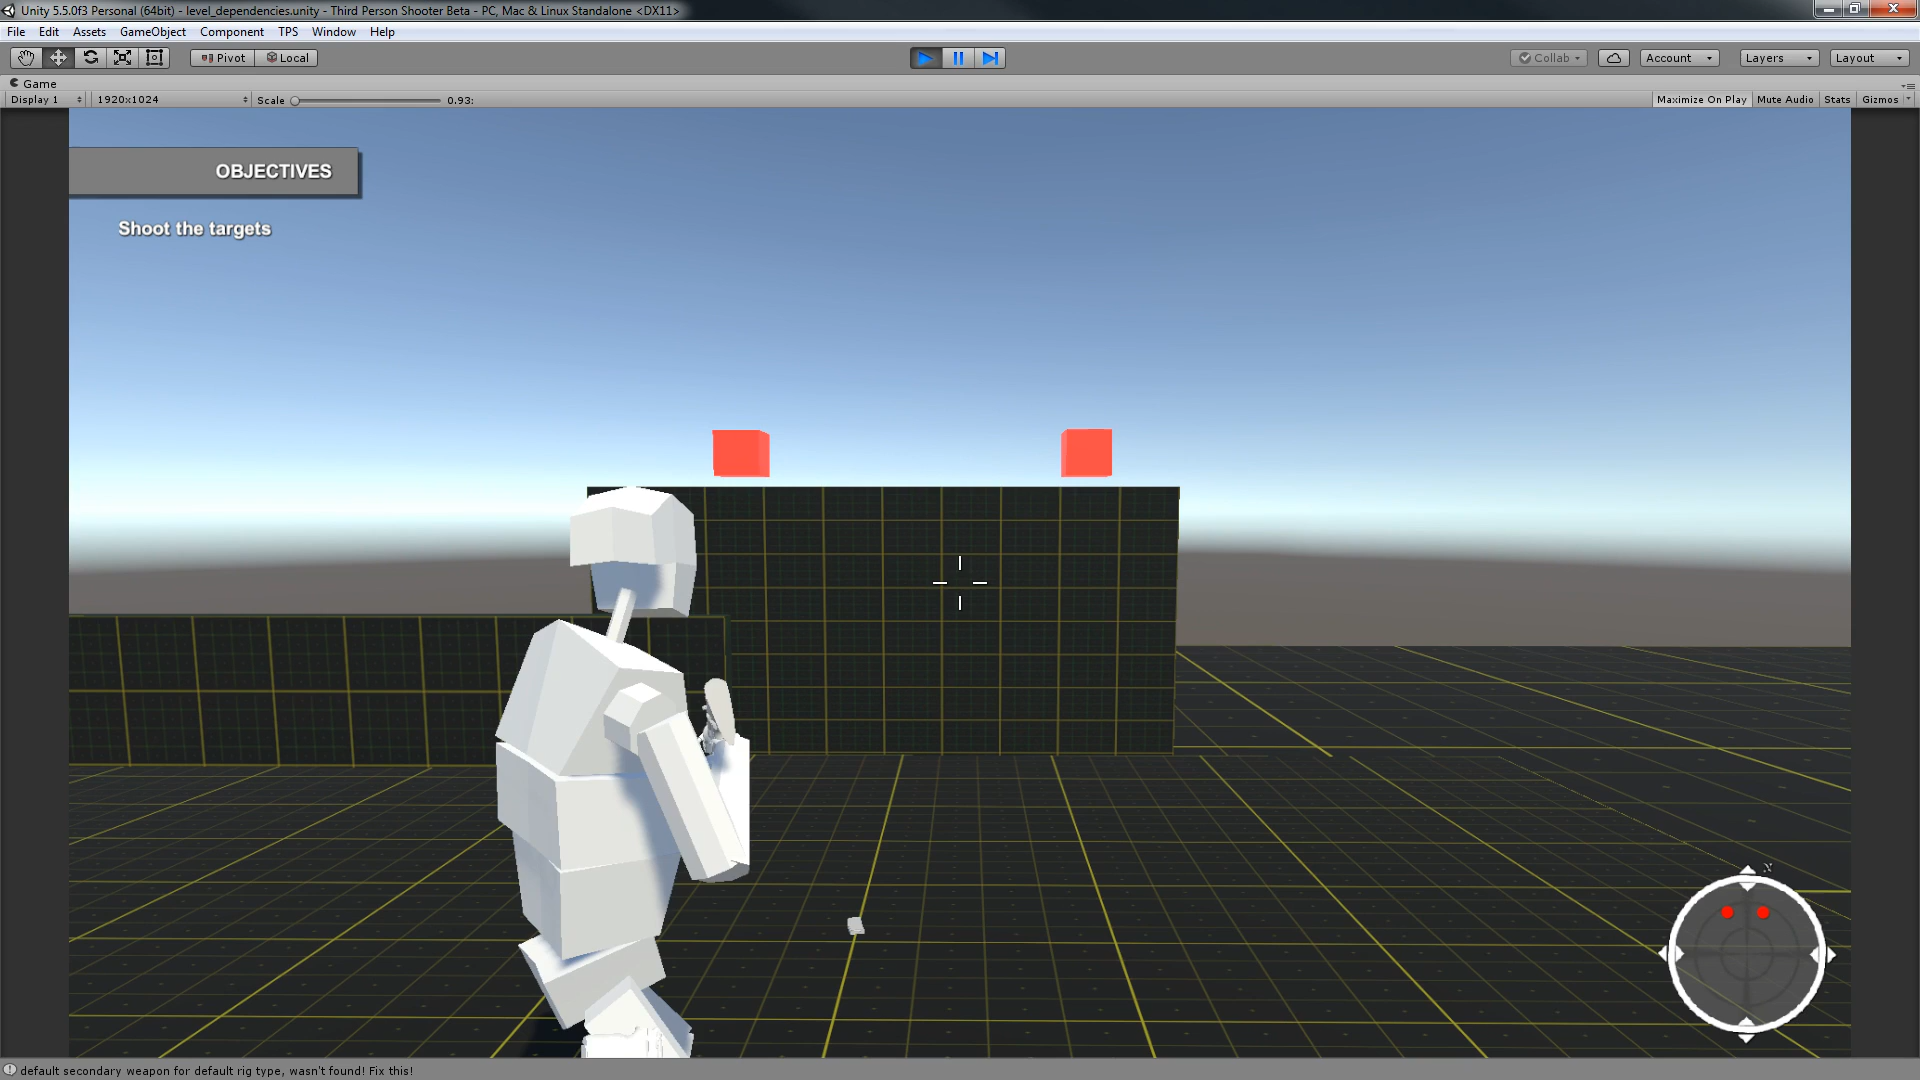 Unity 5.5.0f3 Personal (64bit) - level_dependencies.unity - Third Person Shooter Beta - PC, Mac & Linux Standalone <DX11>
File Edit Assets GameObject Component TPS Window Help
Pivot Local Collab Account Layers Layout
Game
Display 1 1920x1024 Scale 0.93: Maximize On Play Mute Audio Stats Gizmos
OBJECTIVES
Shoot the targets
N
default secondary weapon for default rig type, wasn't found! Fix this!